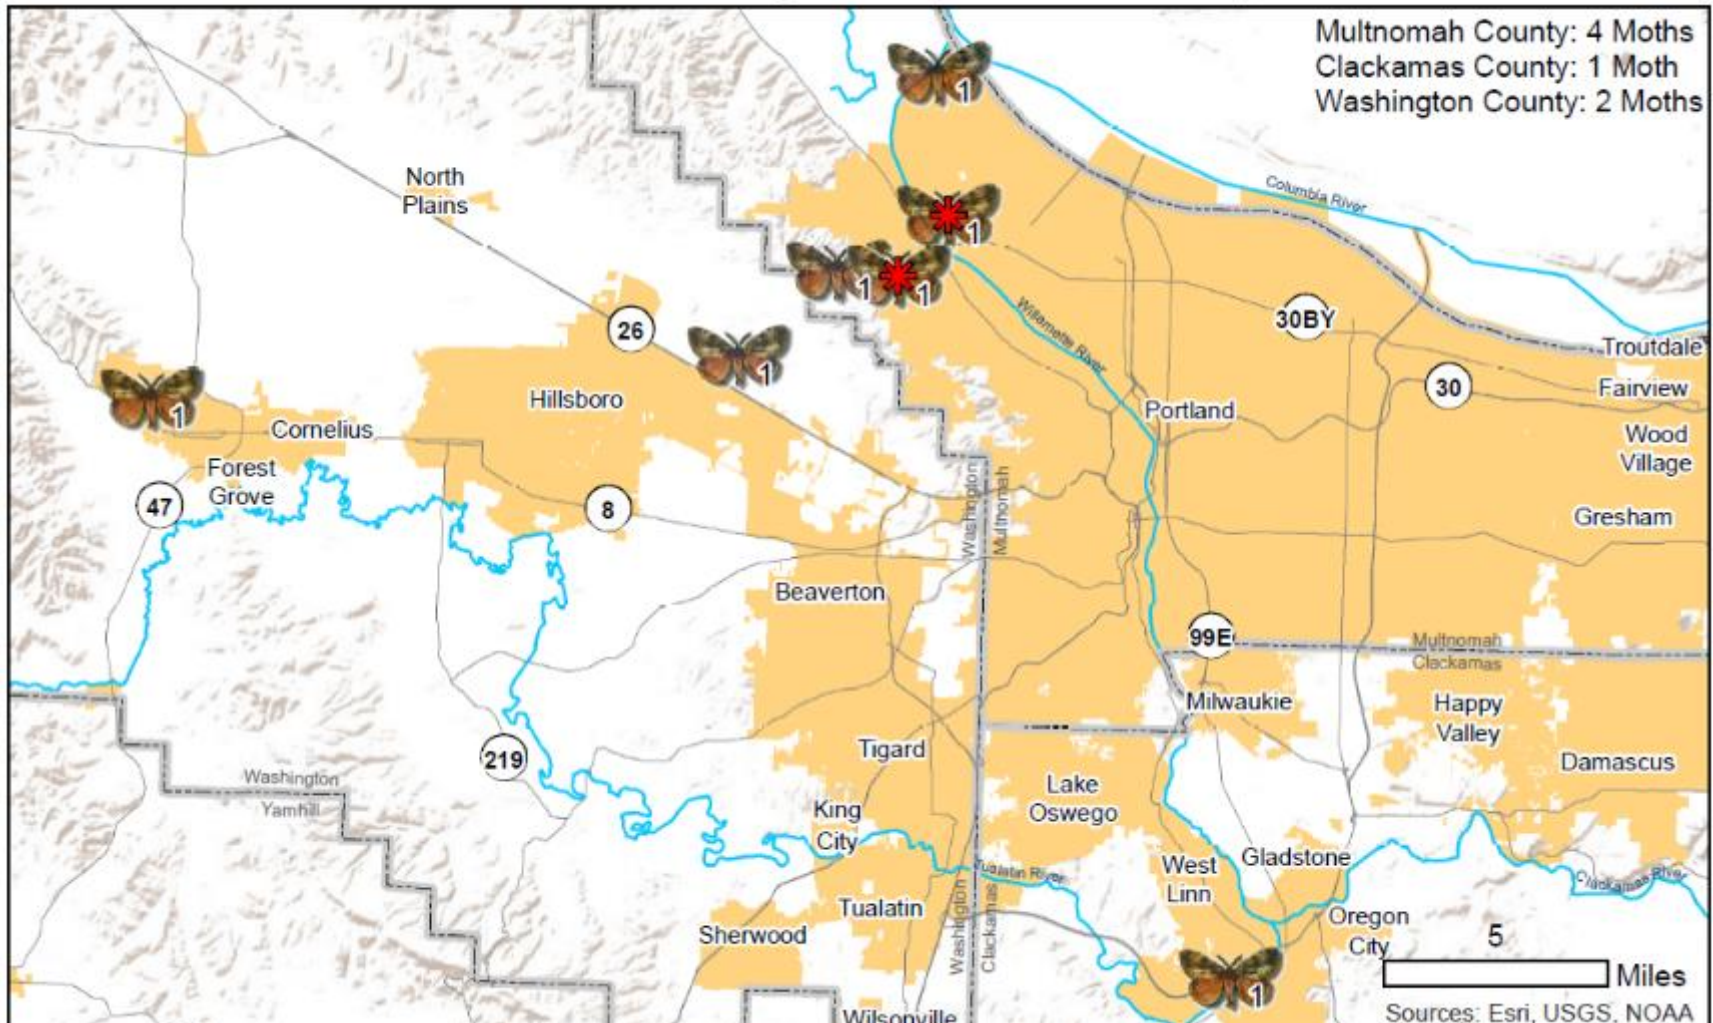 Multnomah County: 4 Moths
Clackamas County: 1 Moth
Washington County: 2 Moths
1
North
Plains
Columbia River
1
1
1
Willamette River
26
30BY
Troutdale
1
30
Fairview
Hillsboro
1
Portland
Cornelius
Wood
Village
Forest
Grove
47
8
Washington
Multnomah
Gresham
Beaverton
99E
Multnomah
Clackamas
Milwaukie
Happy
Valley
219
Tigard
Damascus
Washington
Yamhill
Lake
Oswego
King
City
Tualatin River
West
Linn
Gladstone
Clackamas River
Tualatin
Washington
Clackamas
Sherwood
Oregon
City
5
Miles
1
Wilsonville
Sources: Esri, USGS, NOAA